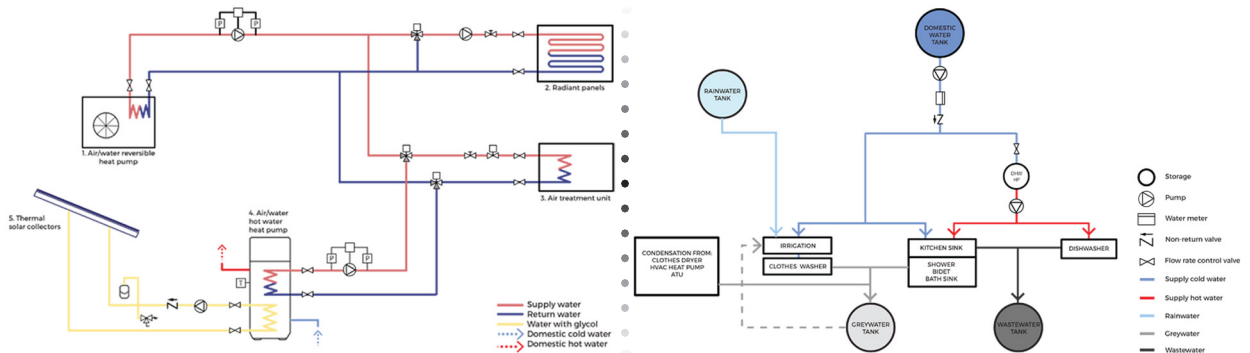 P
P
1. Air/water reversible
heat pump
2. Radiant panels
3. Air treatment unit
4. Air/water
hot water
heat pump
5. Thermal
solar collectors
P
P
T
Supply water
Return water
Water with glycol
Domestic cold water
Domestic hot water
DOMESTIC
WATER
TANK
RAINWATER
TANK
DHW
HP
CONDENSATION FROM:
CLOTHES DRYER
HVAC HEAT PUMP
ATU
IRRIGATION
CLOTHES WASHER
KITCHEN SINK
SHOWER
BIDET
BATH SINK
DISHWASHER
GREYWATER
TANK
WASTEWATER
TANK
Storage
Pump
Water meter
Non-return valve
Flow rate control valve
Supply cold water
Supply hot water
Rainwater
Greywater
Wastewater